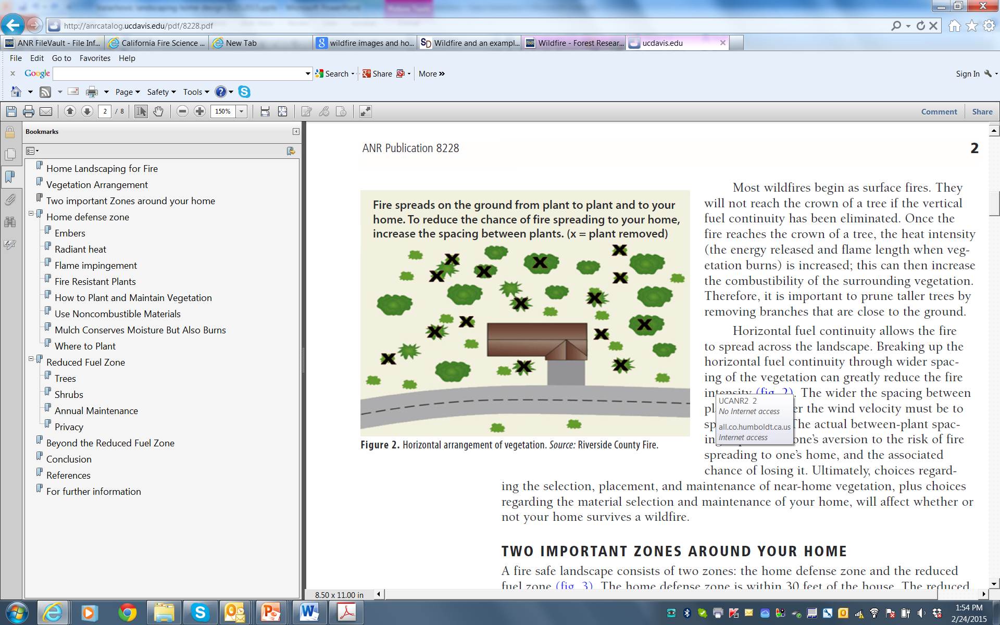 http://anrcatalog.ucdavis.edu/pdf/8228.pdf
ANR FileVault - File Inf...
California Fire Science ...
New Tab
wildfire images and ho...
Wildfire and an exampl...
Wildfire - Forest Resear...
ucdavis.edu
File Edit Go to Favorites Help
x Google Search Share More »
Sign In
Page Safety Tools
2 / 8
150%
Comment Share
Bookmarks
Home Landscaping for Fire
Vegetation Arrangement
Two important Zones around your home
Home defense zone
Embers
Radiant heat
Flame impingement
Fire Resistant Plants
How to Plant and Maintain Vegetation
Use Noncombustible Materials
Mulch Conserves Moisture But Also Burns
Where to Plant
Reduced Fuel Zone
Trees
Shrubs
Annual Maintenance
Privacy
Beyond the Reduced Fuel Zone
Conclusion
References
For further information
ANR Publication 8228
2
Fire spreads on the ground from plant to plant and to your
home. To reduce the chance of fire spreading to your home,
increase the spacing between plants. (x = plant removed)
Figure 2. Horizontal arrangement of vegetation. Source: Riverside County Fire.
Most wildfires begin as surface fires. They
will not reach the crown of a tree if the vertical
fuel continuity has been eliminated. Once the
fire reaches the crown of a tree, the heat intensity
(the energy released and flame length when veg-
etation burns) is increased; this can then increase
the combustibility of the surrounding vegetation.
Therefore, it is important to prune taller trees by
removing branches that are close to the ground.
Horizontal fuel continuity allows the fire
to spread across the landscape. Breaking up the
horizontal fuel continuity through wider spac-
ing of the vegetation can greatly reduce the fire
intensity (fig. 2). The wider the spacing between
the wind velocity must be to
The actual between-plant spac-
one's aversion to the risk of fire
spreading to one's home, and the associated
chance of losing it. Ultimately, choices regard-
ing the selection, placement, and maintenance of near-home vegetation, plus choices
regarding the material selection and maintenance of your home, will affect whether or
not your home survives a wildfire.
UCANR2 2
No Internet access
all.co.humboldt.ca.us
Internet access
TWO IMPORTANT ZONES AROUND YOUR HOME
A fire safe landscape consists of two zones: the home defense zone and the reduced
fuel zone (fig. 3). The home defense zone is within 30 feet of the house. The reduced
8.50 x 11.00 in
1:54 PM
2/24/2015